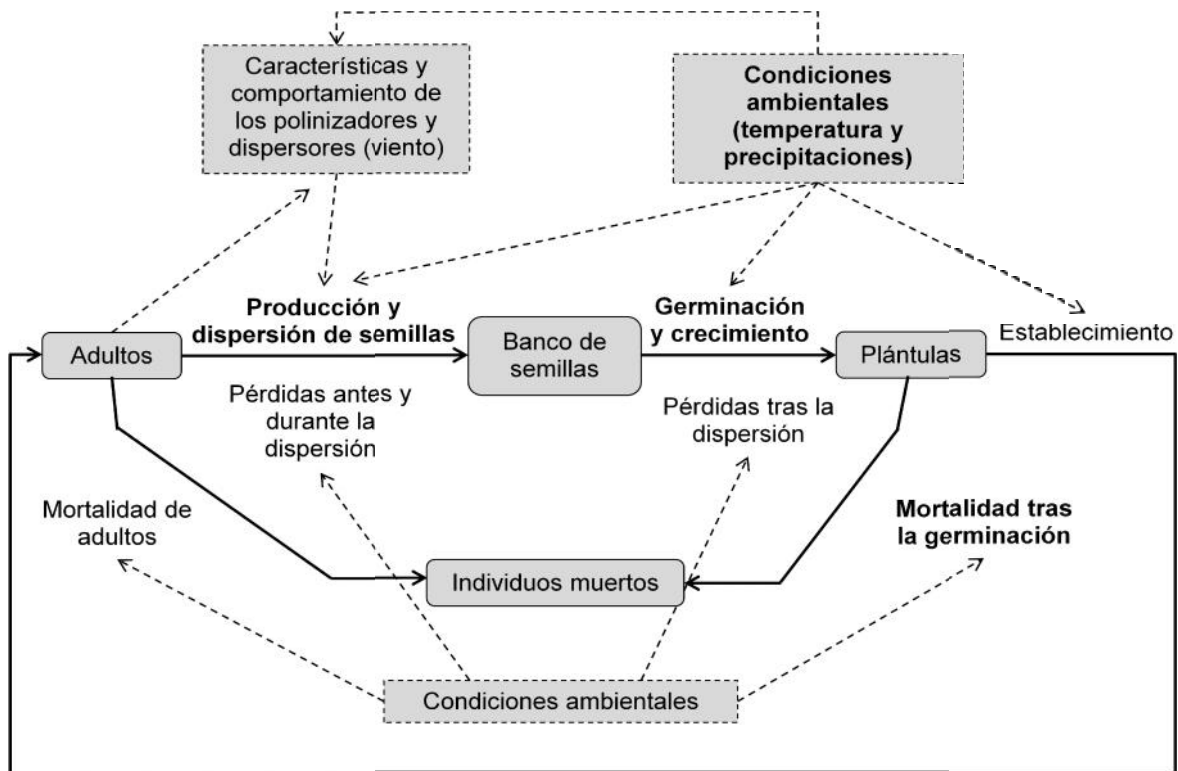 Características y
comportamiento de
los polinizadores y
dispersores (viento)
Condiciones
ambientales
(temperatura y
precipitaciones)
Producción y
dispersión de semillas
Germinación
y crecimiento
Establecimiento
Adultos
Banco de
semillas
Plántulas
Pérdidas antes y
durante la
dispersión
Pérdidas tras la
dispersión
Mortalidad de
adultos
Mortalidad tras
la germinación
Individuos muertos
Condiciones ambientales